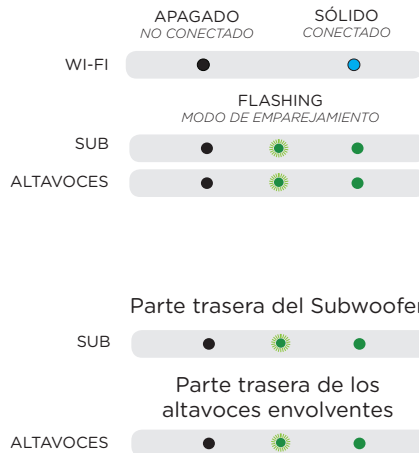 APAGADO SÓLIDO
NO CONECTADO CONECTADO
WI-FI
FLASHING
MODO DE EMPAREJAMIENTO
SUB
ALTAVOCES
Parte trasera del Subwoofer
SUB
Parte trasera de los
altavoces envolventes
ALTAVOCES